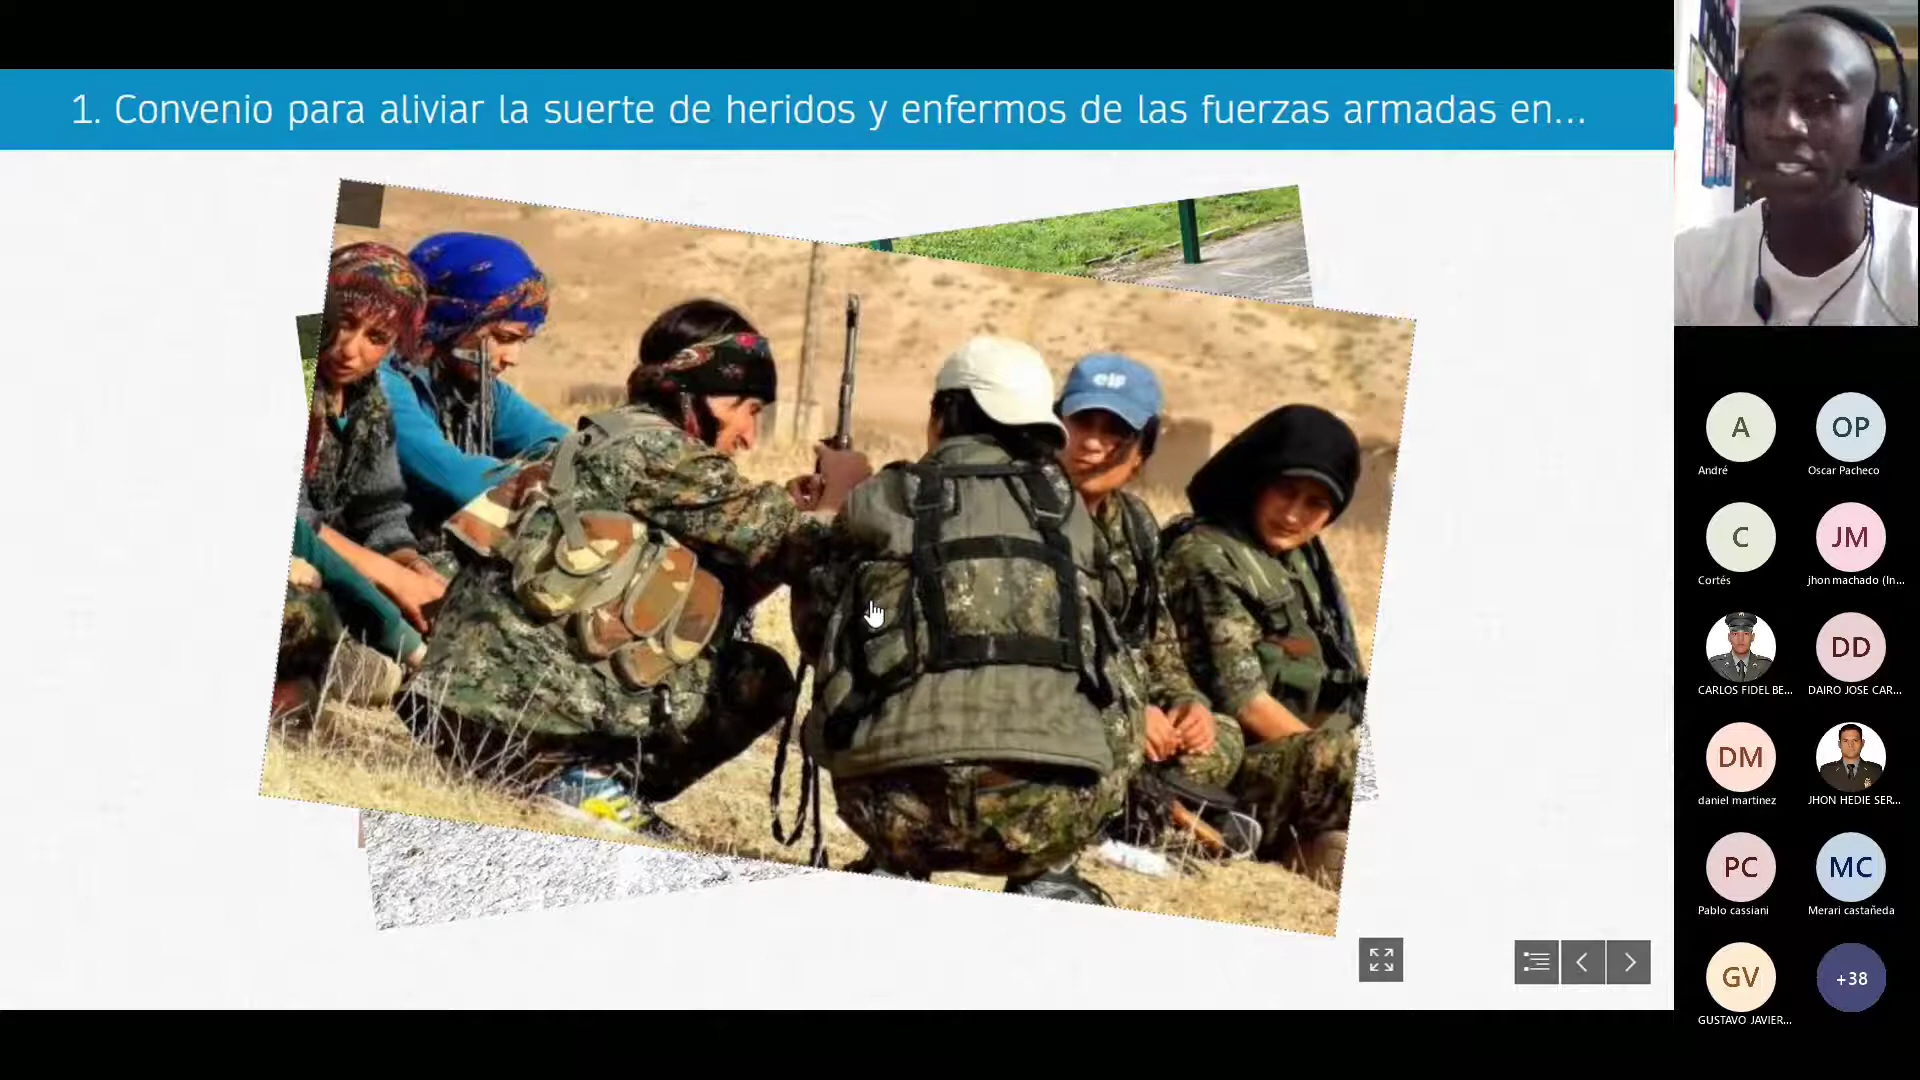 1. Convenio para aliviar la suerte de heridos y enfermos de las fuerzas armadas en...
elf
A
André
OP
Oscar Pacheco
C
Cortés
JM
jhon machado (In...
CARLOS FIDEL BE...
DD
DAIRO JOSE CAR...
DM
daniel martinez
JHON HEDIE SER...
PC
Pablo cassiani
MC
Merari castañeda
GV
GUSTAVO JAVIER...
+38